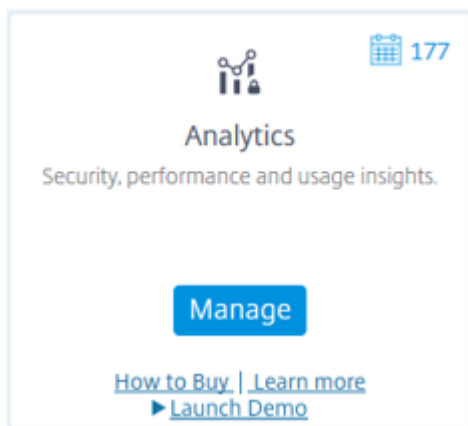 177
Analytics
Security, performance and usage insights.
Manage
How to Buy | Learn more
Launch Demo